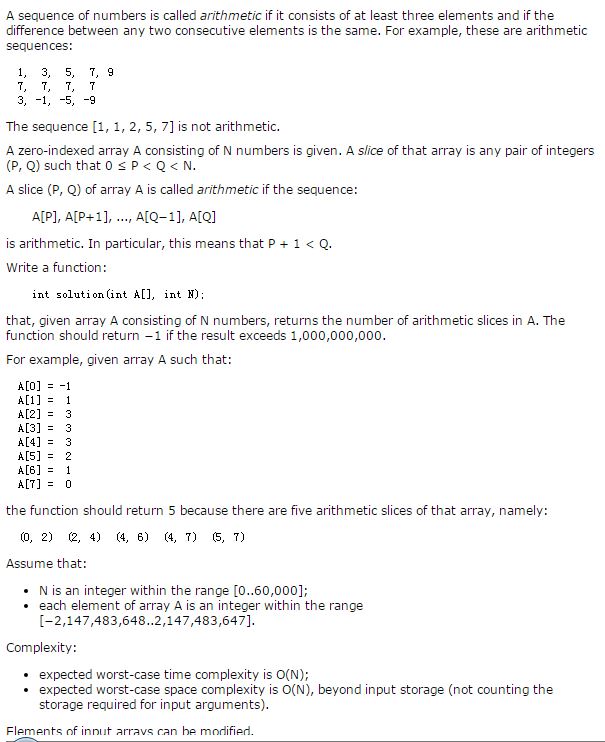 A sequence of numbers is called arithmetic if it consists of at least three elements and if the
difference between any two consecutive elements is the same. For example, these are arithmetic
sequences:
1, 3, 5, 7, 9
7, 7, 7, 7
3, -1, -5, -9
The sequence [1, 1, 2, 5, 7] is not arithmetic.
A zero-indexed array A consisting of N numbers is given. A slice of that array is any pair of integers
(P, Q) such that 0 ≤ P < Q < N.
A slice (P, Q) of array A is called arithmetic if the sequence:
A[P], A[P+1], ..., A[Q−1], A[Q]
is arithmetic. In particular, this means that P + 1 < Q.
Write a function:
int solution(int A[], int N);
that, given array A consisting of N numbers, returns the number of arithmetic slices in A. The
function should return −1 if the result exceeds 1,000,000,000.
For example, given array A such that:
A[0] = -1
A[1] = 1
A[2] = 3
A[3] = 3
A[4] = 3
A[5] = 2
A[6] = 1
A[7] = 0
the function should return 5 because there are five arithmetic slices of that array, namely:
(0, 2) (2, 4) (4, 6) (4, 7) (5, 7)
Assume that:
• N is an integer within the range [0..60,000];
• each element of array A is an integer within the range
[−2,147,483,648..2,147,483,647].
Complexity:
• expected worst-case time complexity is O(N);
• expected worst-case space complexity is O(N), beyond input storage (not counting the
storage required for input arguments).
Elements of input arrays can be modified.